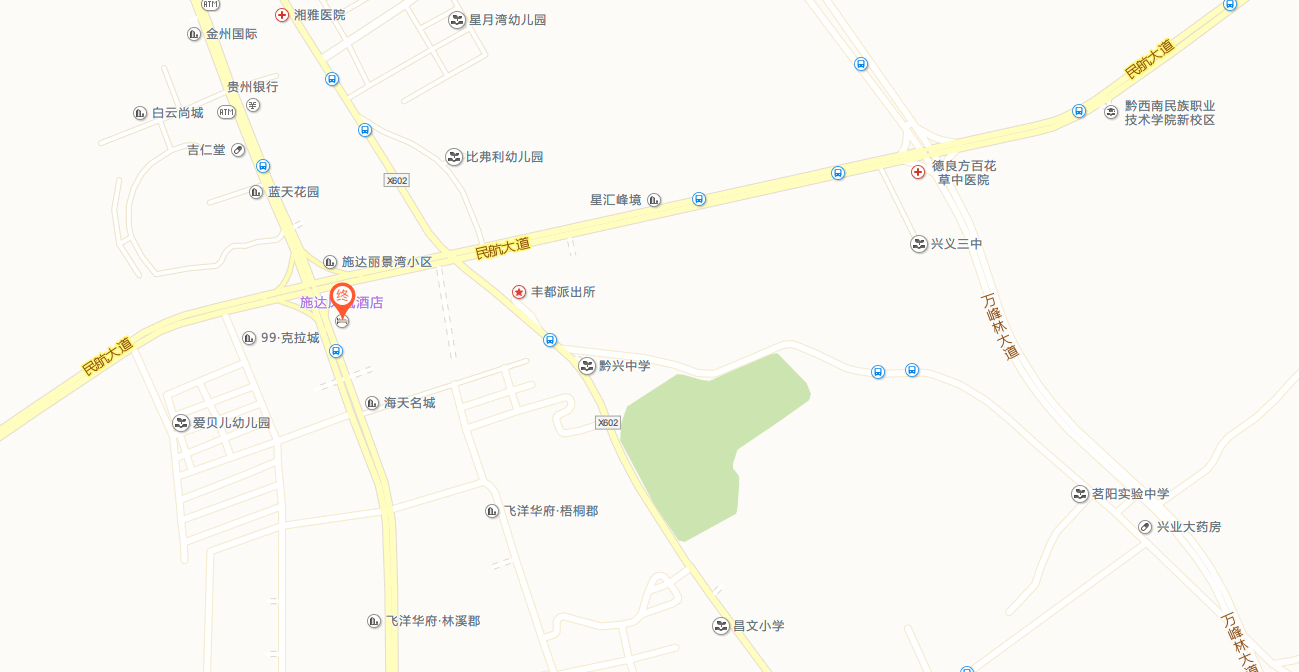 ATM
湘雅医院
星月湾幼儿园
金州国际
民航大道
贵州银行
白云尚城
ATM
黔西南民族职业
技术学院新校区
吉仁堂
比弗利幼儿园
德良方百花
草中医院
X602
蓝天花园
星汇峰境
民航大道
兴义三中
施达丽景湾小区
丰都派出所
终
施达
酒店
万峰林大道
99·克拉城
民航大道
黔兴中学
海天名城
爱贝儿幼儿园
X602
茗阳实验中学
飞洋华府·梧桐郡
兴业大药房
飞洋华府·林溪郡
昌文小学
万峰林大道